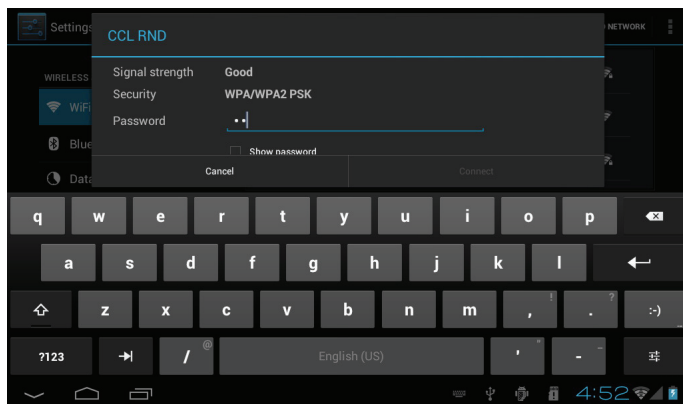 Settings
CCL RND
NETWORK
WIRELESS
Signal strength Good
Security WPA/WPA2 PSK
WiFi
Password ••
Blue
Show password
Cancel Connect
Data
q w e r t y u i o p
a s d f g h j k l
z x c v b n m , ! . ? :-)
?123 / @ English (US) ' " - _
4:52